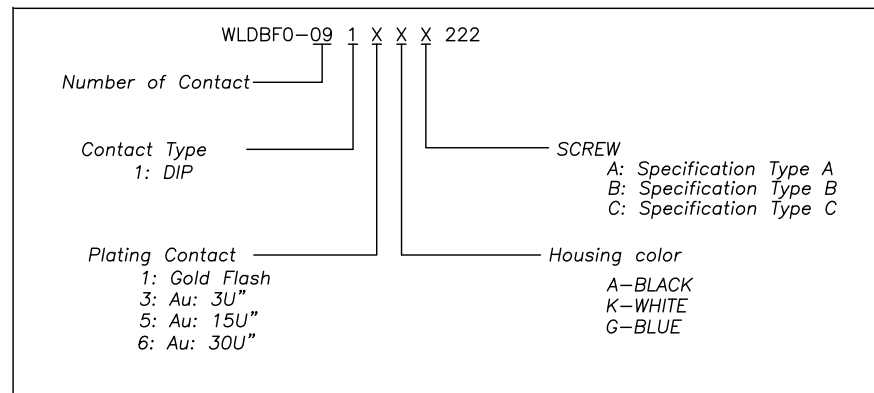 WLDBF0-09 1 X X X 222
Number of Contact
Contact Type
1: DIP
SCREW
A: Specification Type A
B: Specification Type B
C: Specification Type C
Plating Contact
1: Gold Flash
3: Au: 3U”
5: Au: 15U”
6: Au: 30U”
Housing color
A-BLACK
K-WHITE
G-BLUE